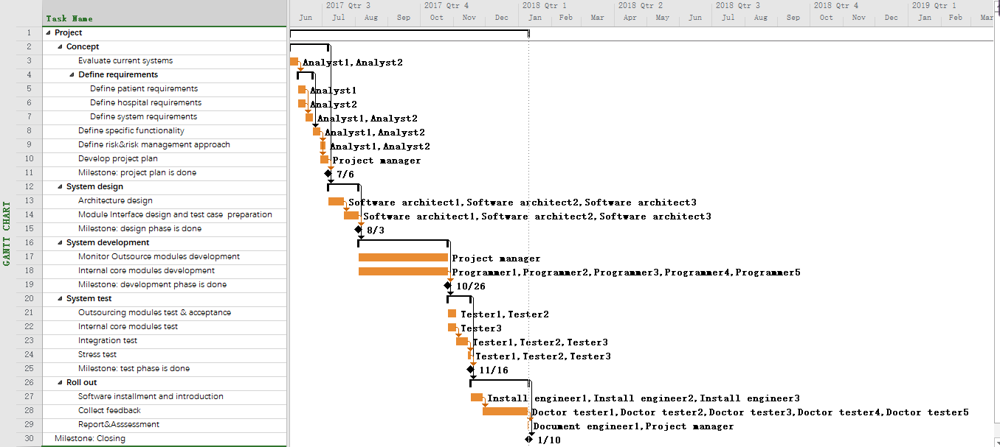 2017 Qtr 3 2017 Qtr 4 2018 Qtr 1 2018 Qtr 2 2018 Qtr 3 2018 Qtr 4 2019 Qtr 1
Task Name Jun Jul Aug Sep Oct Nov Dec Jan Feb Mar Apr May Jun Jul Aug Sep Oct Nov Dec Jan Feb Mar
GANTT CHART
1 Project
2 Concept
3 Evaluate current systems Analyst1,Analyst2
4 Define requirements
5 Define patient requirements Analyst1
6 Define hospital requirements Analyst2
7 Define system requirements Analyst1,Analyst2
8 Define specific functionality Analyst1,Analyst2
9 Define risk&risk management approach Analyst1,Analyst2
10 Develop project plan Project manager
11 Milestone: project plan is done 7/6
12 System design
13 Architecture design Software architect1,Software architect2,Software architect3
14 Module Interface design and test case preparation Software architect1,Software architect2,Software architect3
15 Milestone: design phase is done 8/3
16 System development
17 Monitor Outsource modules development Project manager
18 Internal core modules development Programmer1,Programmer2,Programmer3,Programmer4,Programmer5
19 Milestone: development phase is done 10/26
20 System test
21 Outsourcing modules test & acceptance Tester1,Tester2
22 Internal core modules test Tester3
23 Integration test Tester1,Tester2,Tester3
24 Stress test Tester1,Tester2,Tester3
25 Milestone: test phase is done 11/16
26 Roll out
27 Software installment and introduction Install engineer1,Install engineer2,Install engineer3
28 Collect feedback Doctor tester1,Doctor tester2,Doctor tester3,Doctor tester4,Doctor tester5
29 Report&Asssessment Document engineer1,Project manager
30 Milestone: Closing 1/10